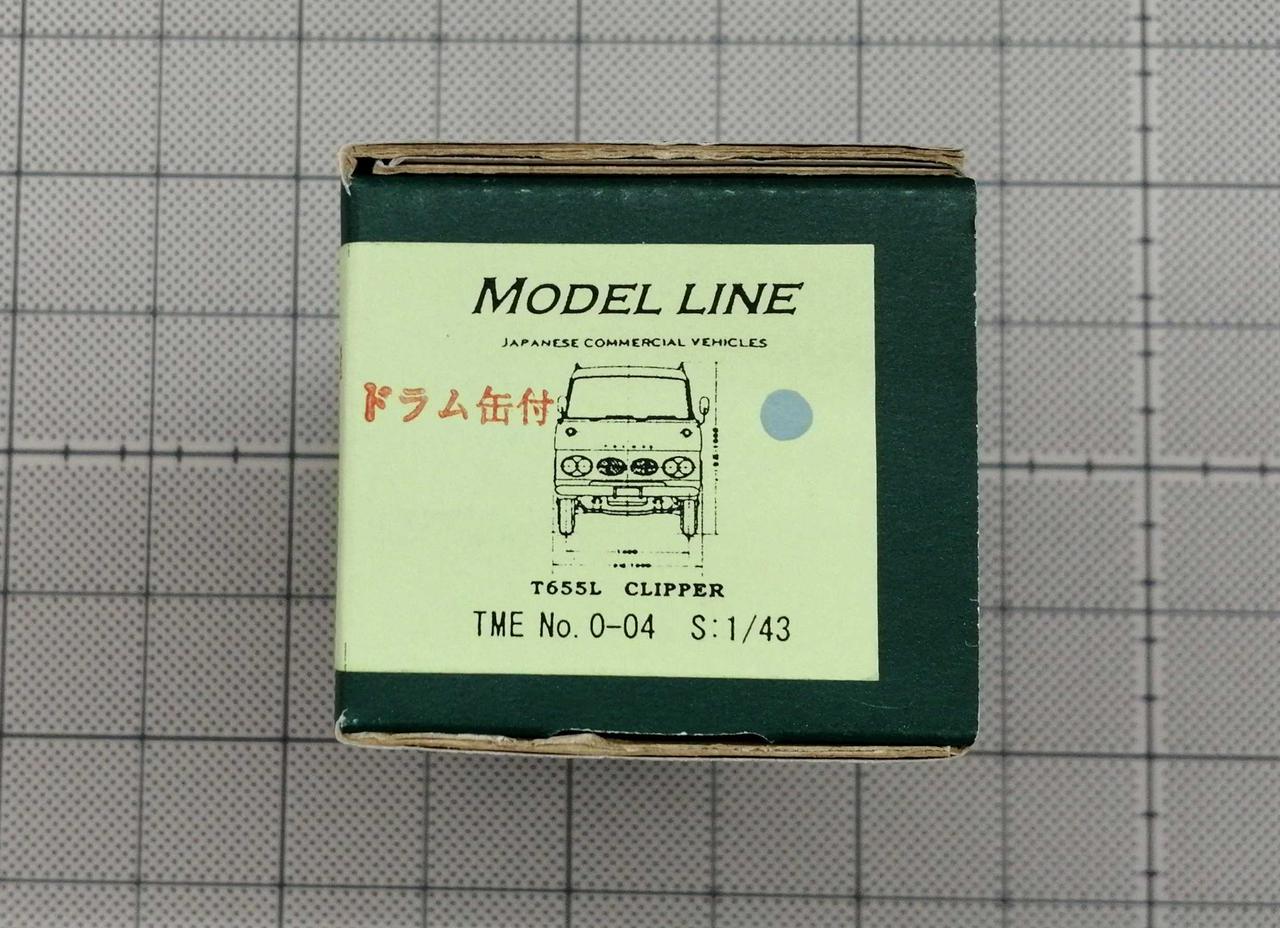 MODEL LINE
JAPANESE COMMERCIAL VEHICLES
ドラム缶付
T655L CLIPPER
TME No. 0-04 S:1/43